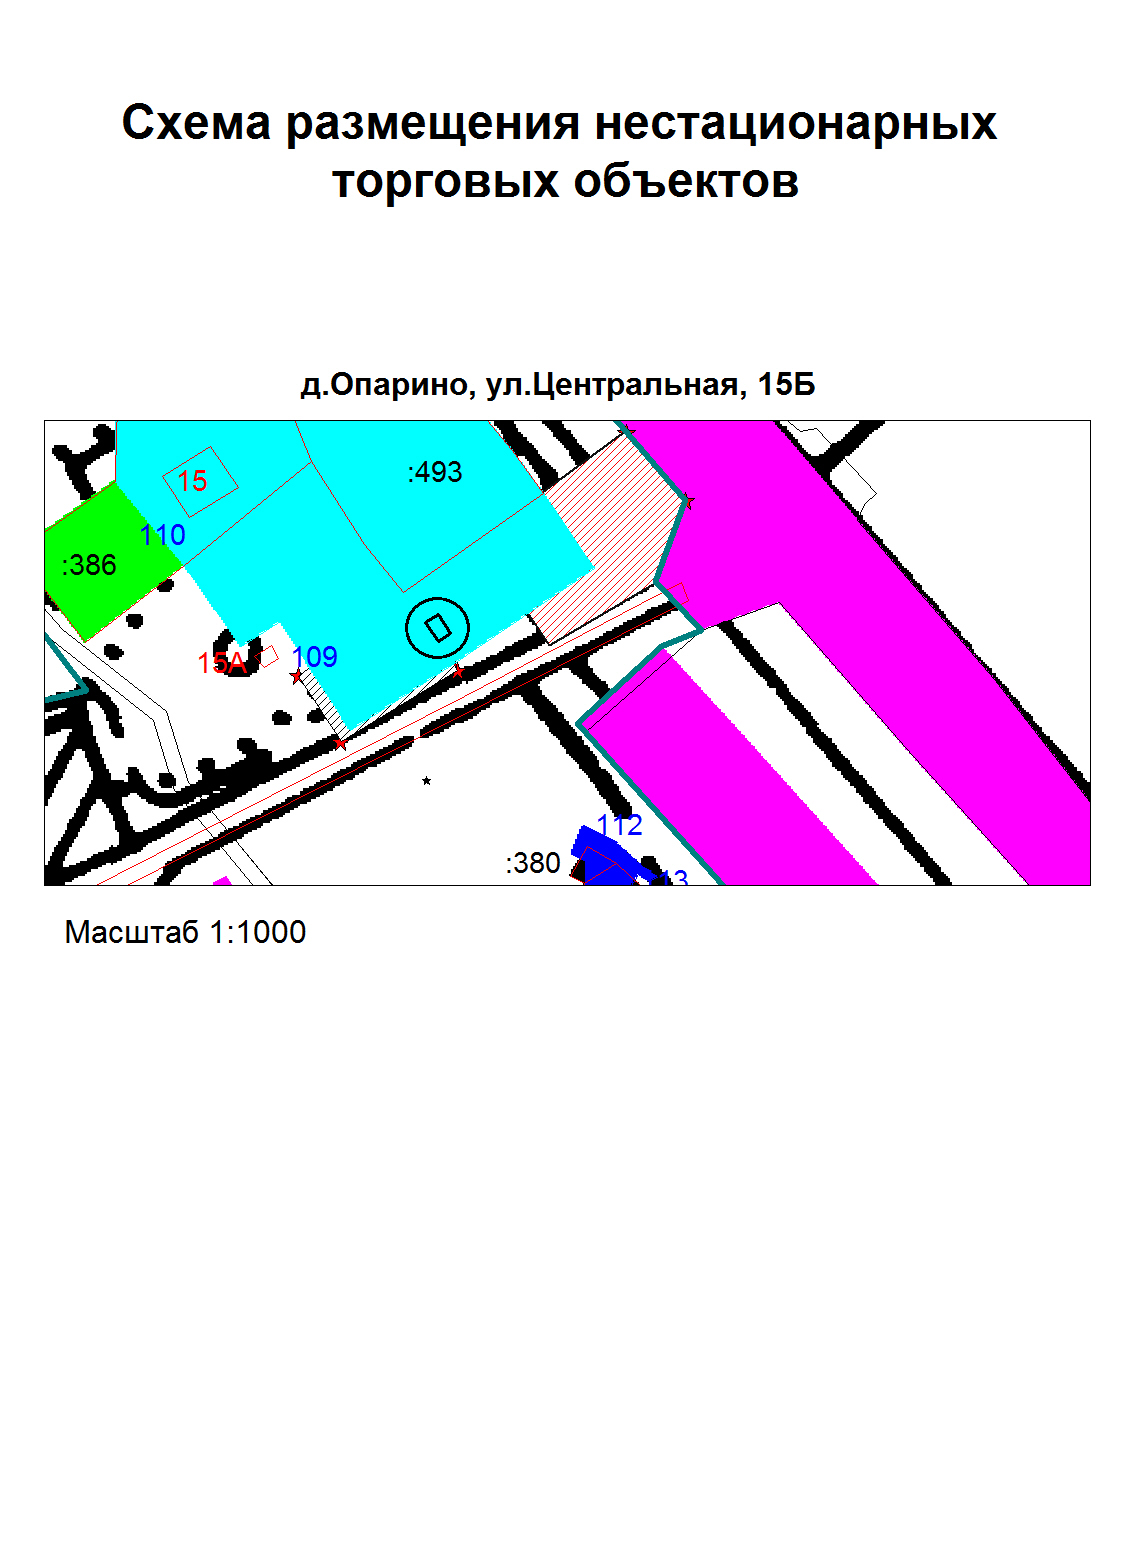 Схема размещения нестационарных
торговых объектов
д.Опарино, ул.Центральная, 15Б
:493
15
110
:386
15А
109
112
:380
13
Масштаб 1:1000